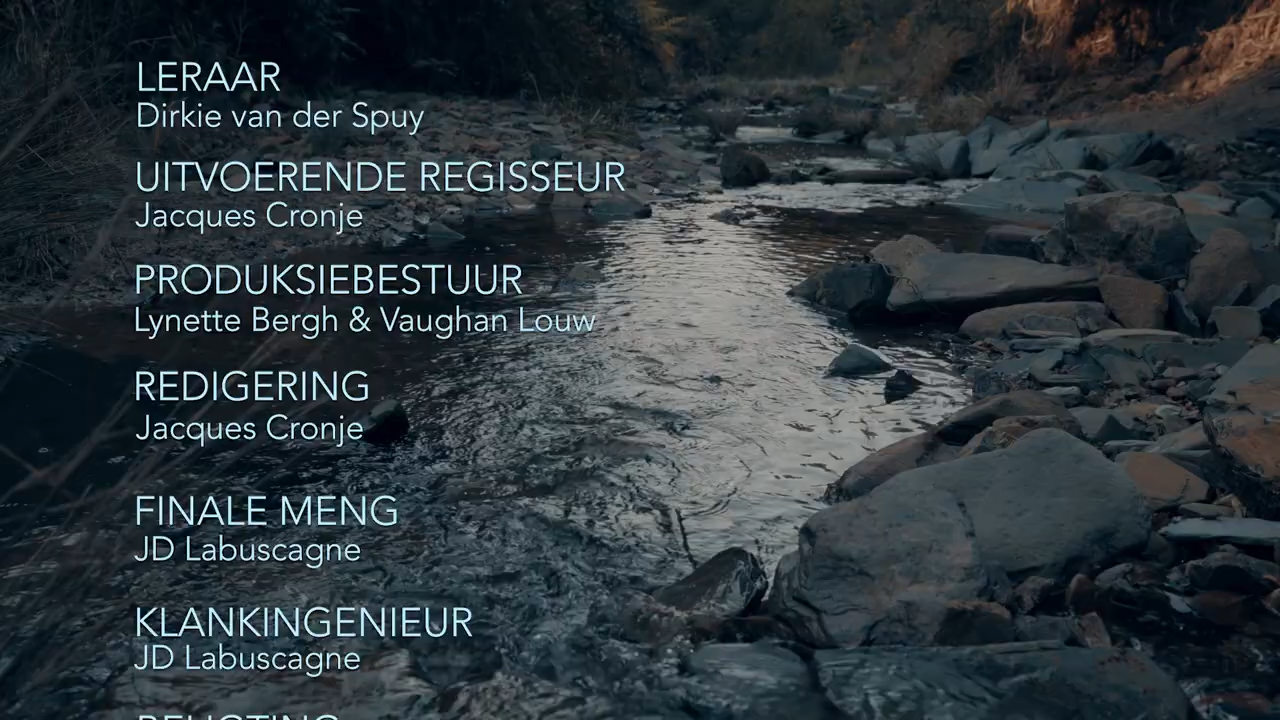 LERAAR
Dirkie van der Spuy
UITVOERENDE REGISSEUR
Jacques Cronje
PRODUKSIEBESTUUR
Lynette Bergh & Vaughan Louw
REDIGERING
Jacques Cronje
FINALE MENG
JD Labuscagne
KLANKINGENIEUR
JD Labuscagne